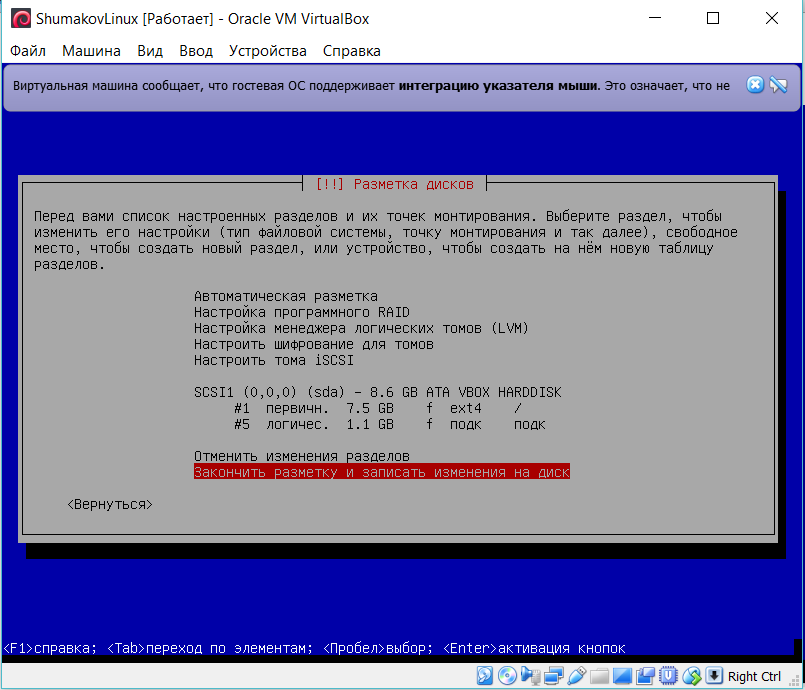 ShumakovLinux [Работает] - Oracle VM VirtualBox
Файл Машина Вид Ввод Устройства Справка
Виртуальная машина сообщает, что гостевая ОС поддерживает интеграцию указателя мыши. Это означает, что не
[!!] Разметка дисков
Перед вами список настроенных разделов и их точек монтирования. Выберите раздел, чтобы
изменить его настройки (тип файловой системы, точку монтирования и так далее), свободное
место, чтобы создать новый раздел, или устройство, чтобы создать на нём новую таблицу
разделов.
Автоматическая разметка
Настройка программного RAID
Настройка менеджера логических томов (LVM)
Настроить шифрование для томов
Настроить тома iSCSI
SCSI1 (0,0,0) (sda) - 8.6 GB ATA VBOX HARDDISK
#1 первичн. 7.5 GB f ext4 /
#5 логичес. 1.1 GB f подк подк
Отменить изменения разделов
Закончить разметку и записать изменения на диск
<Вернуться>
<F1>справка; <Tab>переход по элементам; <Пробел>выбор; <Enter>активация кнопок
Right Ctrl